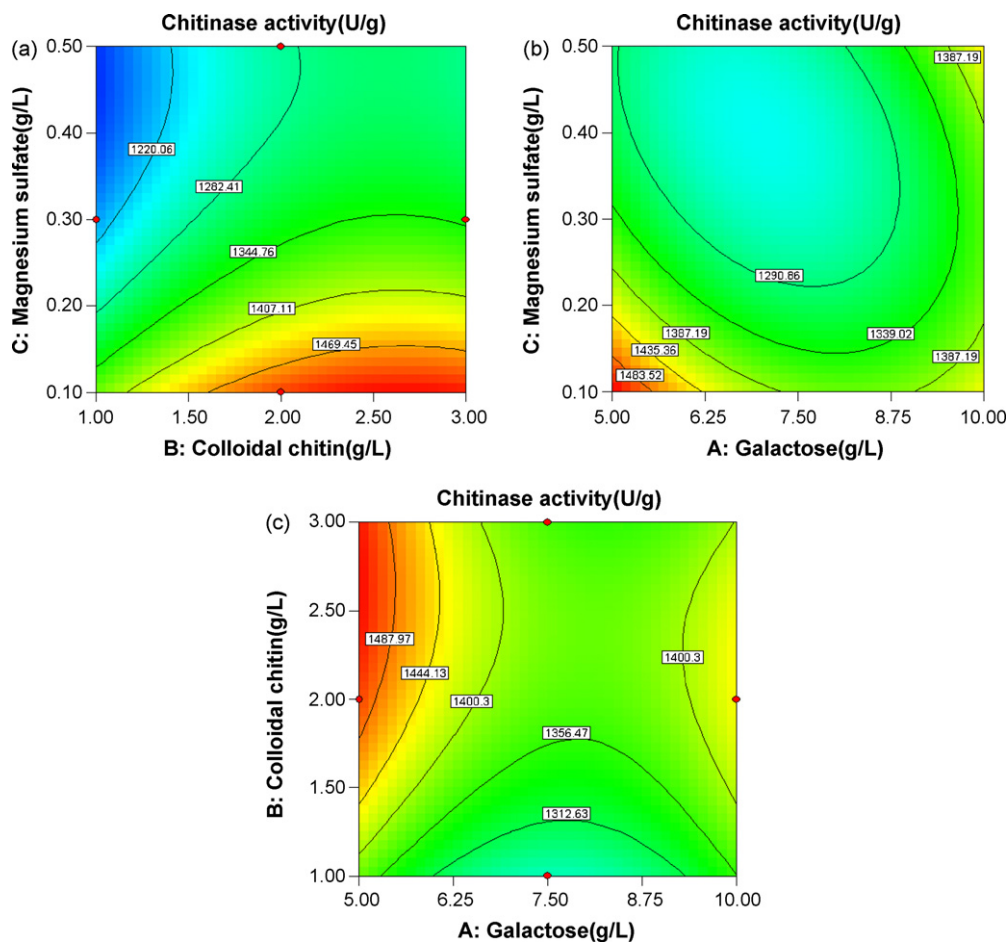 Chitinase activity(U/g)
(a)
C: Magnesium sulfate(g/L)
0.50
0.40
0.30
0.20
0.10
1220.06
1282.41
1344.76
1407.11
1469.45
1.00 1.50 2.00 2.50 3.00
B: Colloidal chitin(g/L)
Chitinase activity(U/g)
(b)
C: Magnesium sulfate(g/L)
0.50
0.40
0.30
0.20
0.10
1387.19
1290.86
1339.02
1387.19
1435.36
1387.19
1483.52
5.00 6.25 7.50 8.75 10.00
A: Galactose(g/L)
Chitinase activity(U/g)
(c)
B: Colloidal chitin(g/L)
3.00
2.50
2.00
1.50
1.00
1487.97
1444.13
1400.3
1400.3
1356.47
1312.63
5.00 6.25 7.50 8.75 10.00
A: Galactose(g/L)